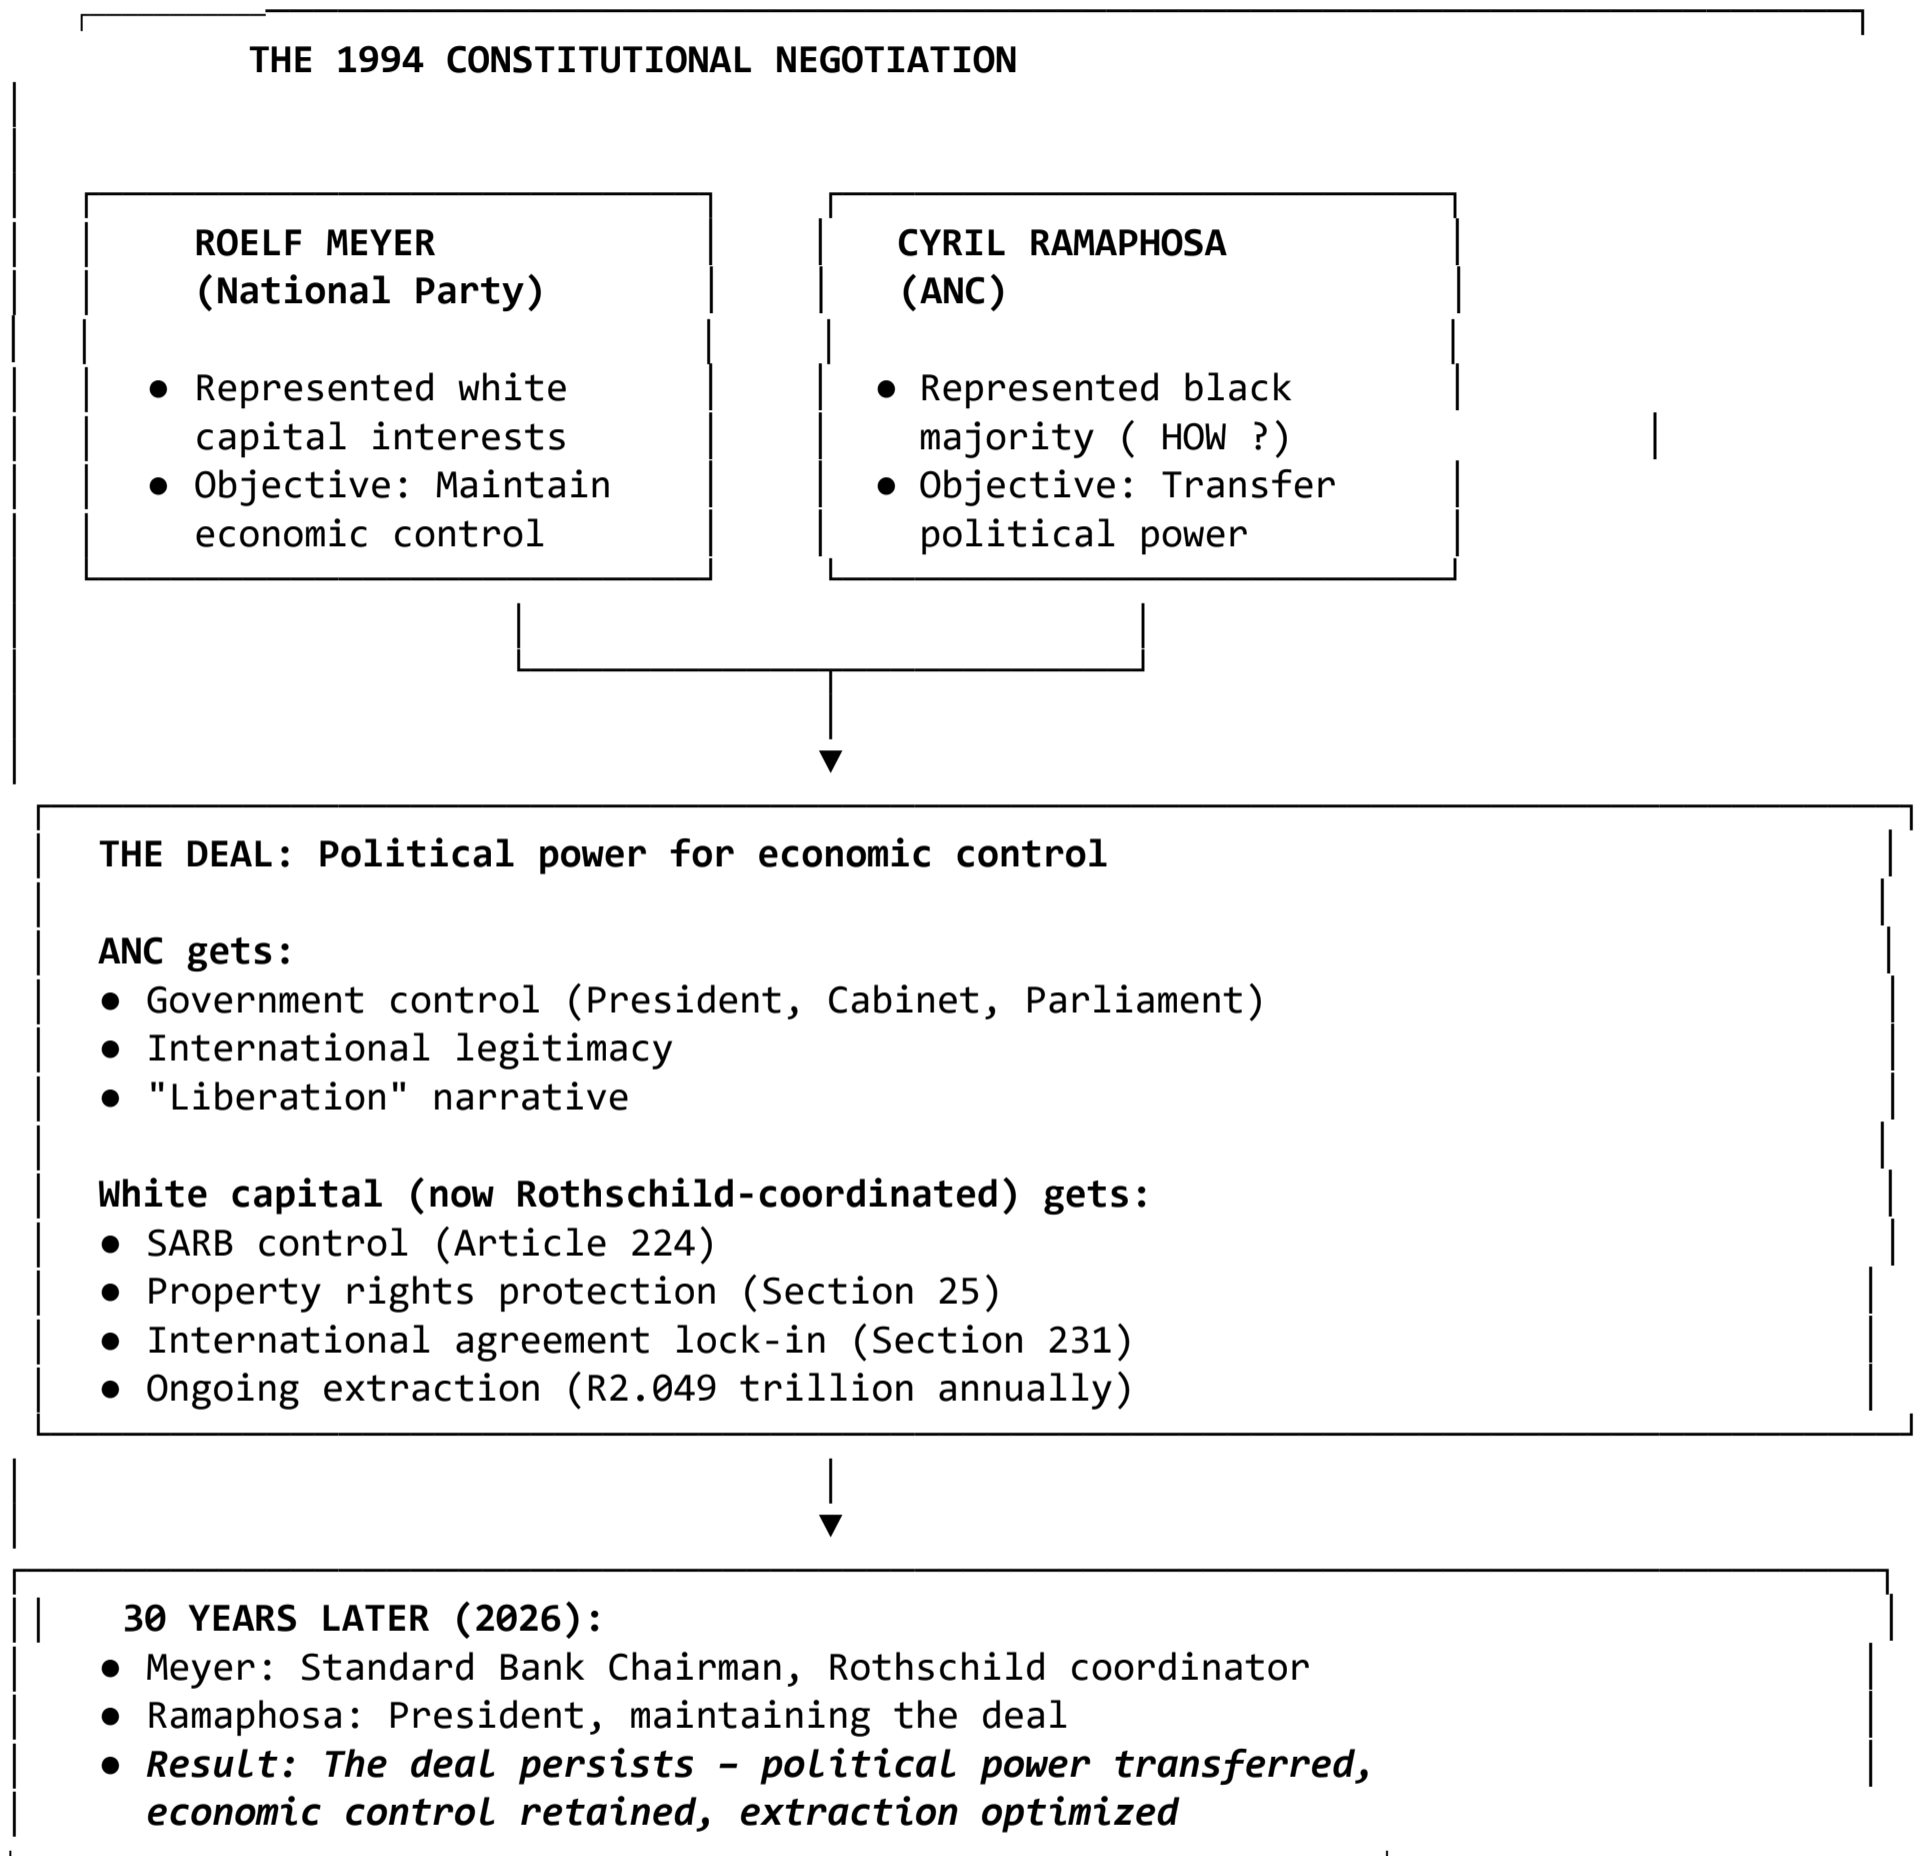 THE 1994 CONSTITUTIONAL NEGOTIATION
ROELF MEYER
(National Party)
● Represented white
capital interests
● Objective: Maintain
economic control
CYRIL RAMAPHOSA
(ANC)
● Represented black
majority ( HOW ?)
● Objective: Transfer
political power
THE DEAL: Political power for economic control
ANC gets:
● Government control (President, Cabinet, Parliament)
● International legitimacy
● "Liberation" narrative
White capital (now Rothschild-coordinated) gets:
● SARB control (Article 224)
● Property rights protection (Section 25)
● International agreement lock-in (Section 231)
● Ongoing extraction (R2.049 trillion annually)
30 YEARS LATER (2026):
● Meyer: Standard Bank Chairman, Rothschild coordinator
● Ramaphosa: President, maintaining the deal
● Result: The deal persists – political power transferred,
economic control retained, extraction optimized